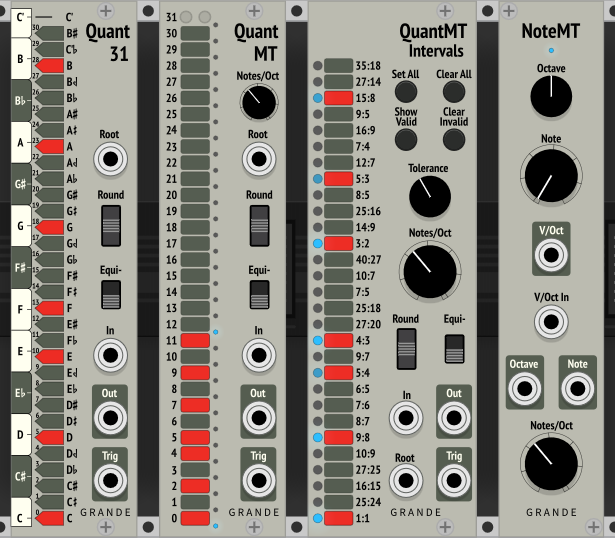 C'
B
B♭
A
G♯
G
F♯
F
E
E♭
D
C
C'
B♯
C♭
B
Bd
B♭
A♯
A‡
A
Ad
A♭
G♯
G‡
G
Gd
G♭
F♯
F‡
F
E♯
F♭
E
Ed
E♭
D♯
D‡
D
Dd
D♭
C♯
C‡
C
Quant
31
Root
Round
Equi-
In
Out
Trig
GRANDE
31
30
29
28
27
26
25
24
23
22
21
20
19
18
17
16
15
14
13
12
11
10
9
8
7
6
5
4
3
2
1
0
Quant
MT
Notes/Oct
Root
Round
Equi-
In
Out
Trig
GRANDE
QuantMT
Intervals
35:18
27:14
15:8
9:5
16:9
7:4
12:7
5:3
8:5
25:16
14:9
3:2
40:27
10:7
7:5
25:18
27:20
4:3
9:7
5:4
6:5
7:6
8:7
9:8
10:9
27:25
16:15
25:24
1:1
Set All
Clear All
Show
Valid
Clear
Invalid
Tolerance
Notes/Oct
Round
Equi-
In
Out
Root
Trig
GRANDE
NoteMT
Octave
Note
V/Oct
V/Oct In
Octave
Note
Notes/Oct
GRANDE